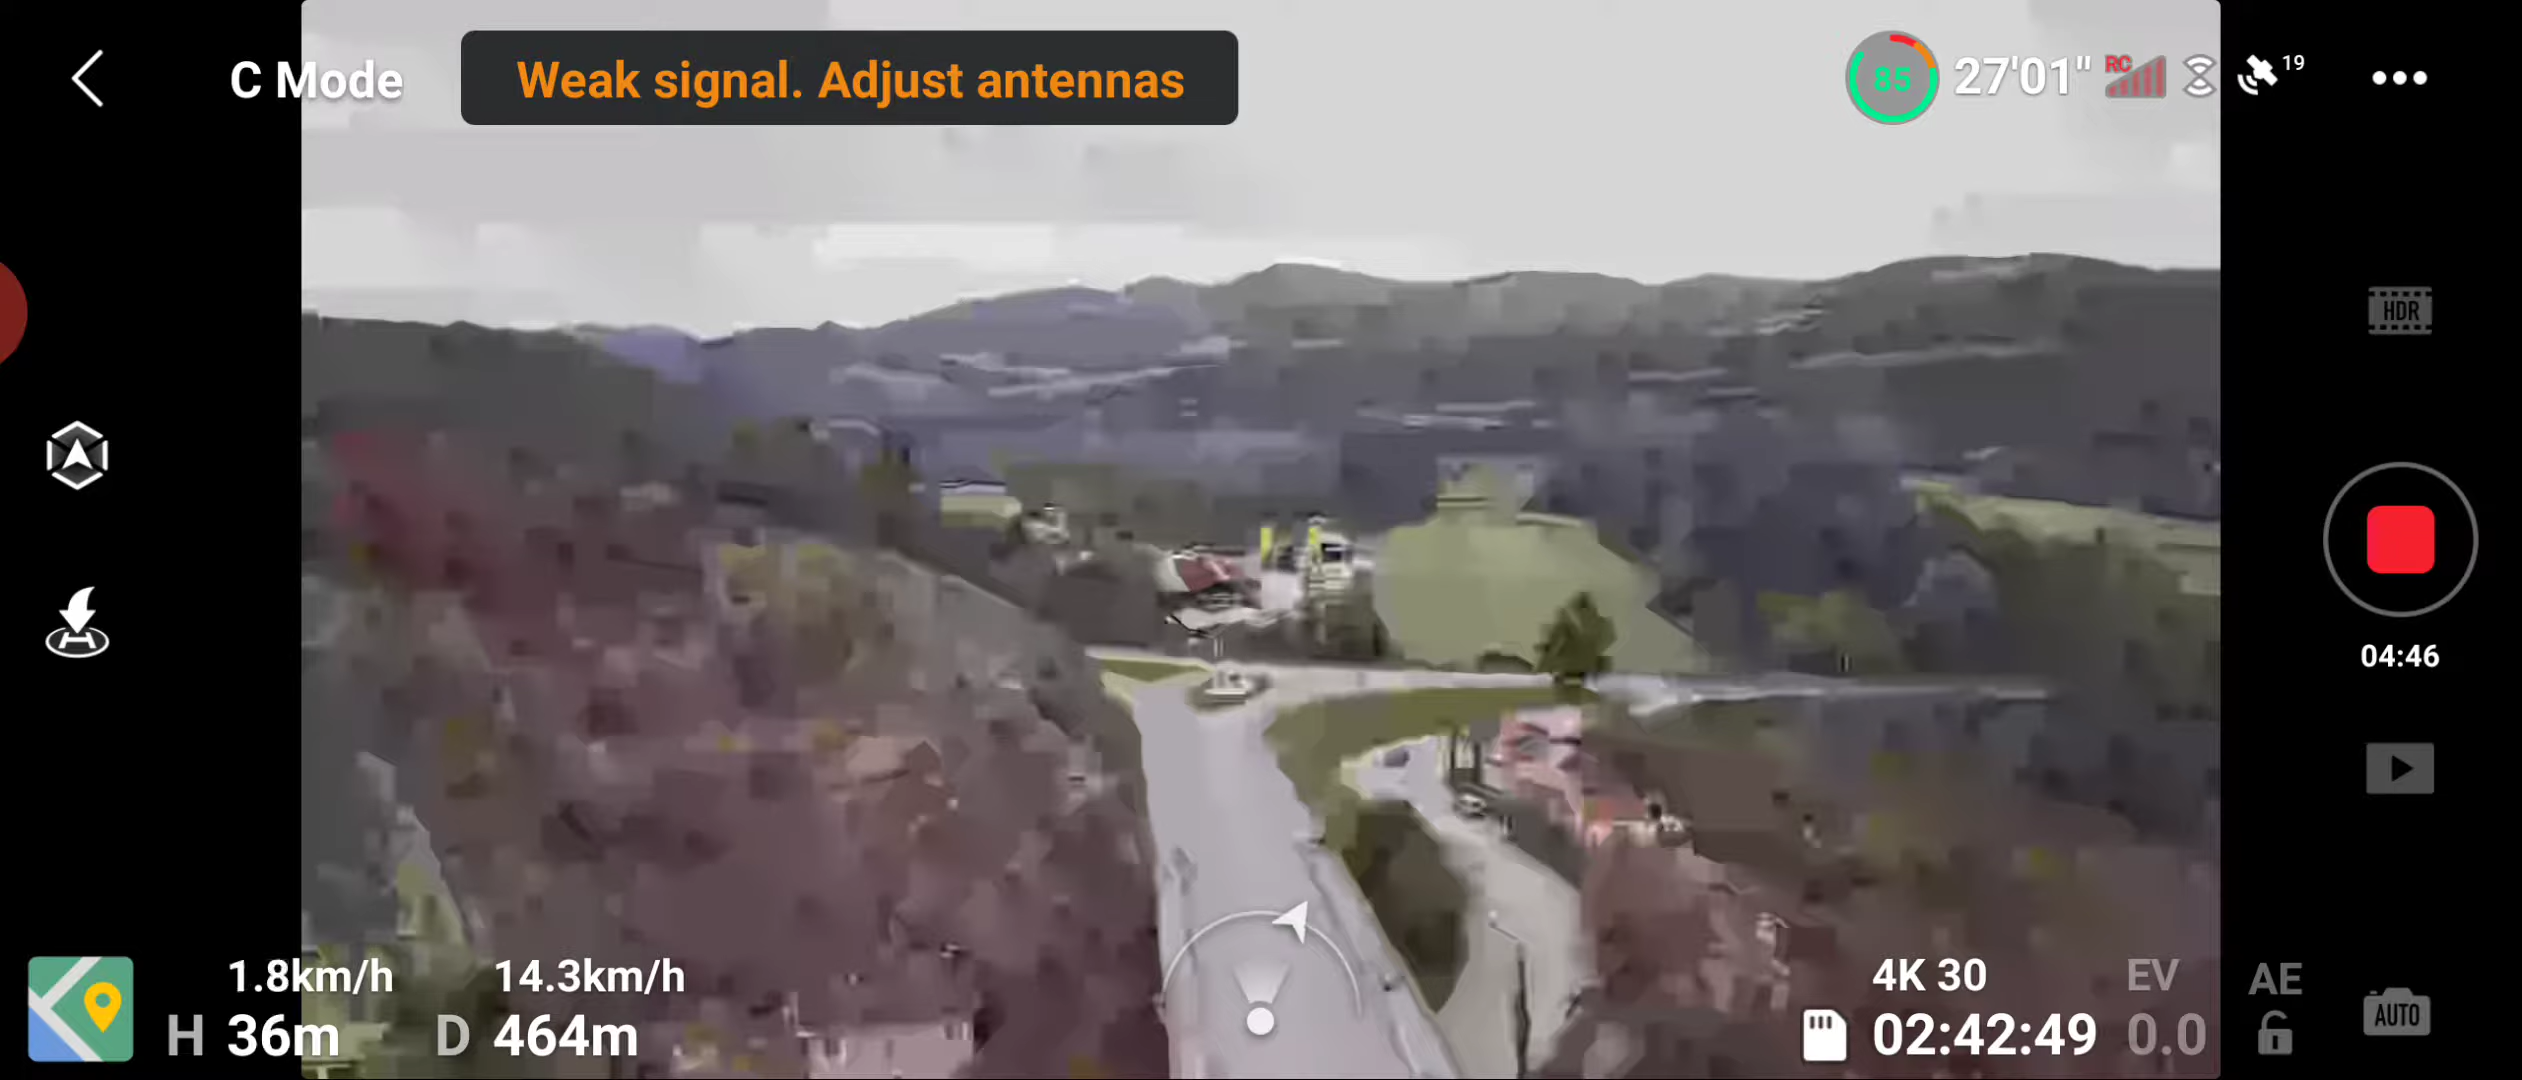 C Mode
Weak signal. Adjust antennas
85
27'01"
RC
19
HDR
04:46
1.8km/h
14.3km/h
H 36m
D 464m
4K 30
02:42:49
EV
0.0
AE
AUTO